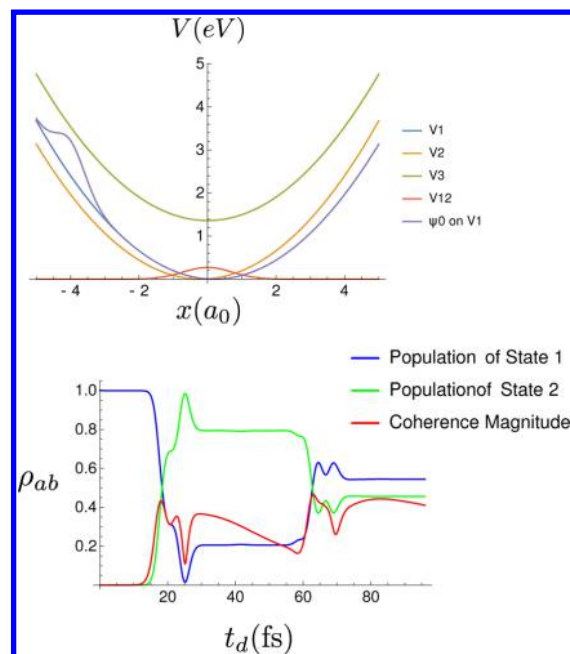 V(eV)
5
4
3
2
1
- 4
- 2
0
2
4
x(a₀)
V1
V2
V3
V12
ψ0 on V1
Population of State 1
Populationof State 2
Coherence Magnitude
1.0
0.8
0.6
0.4
0.2
ρab
20
40
60
80
t_d(fs)